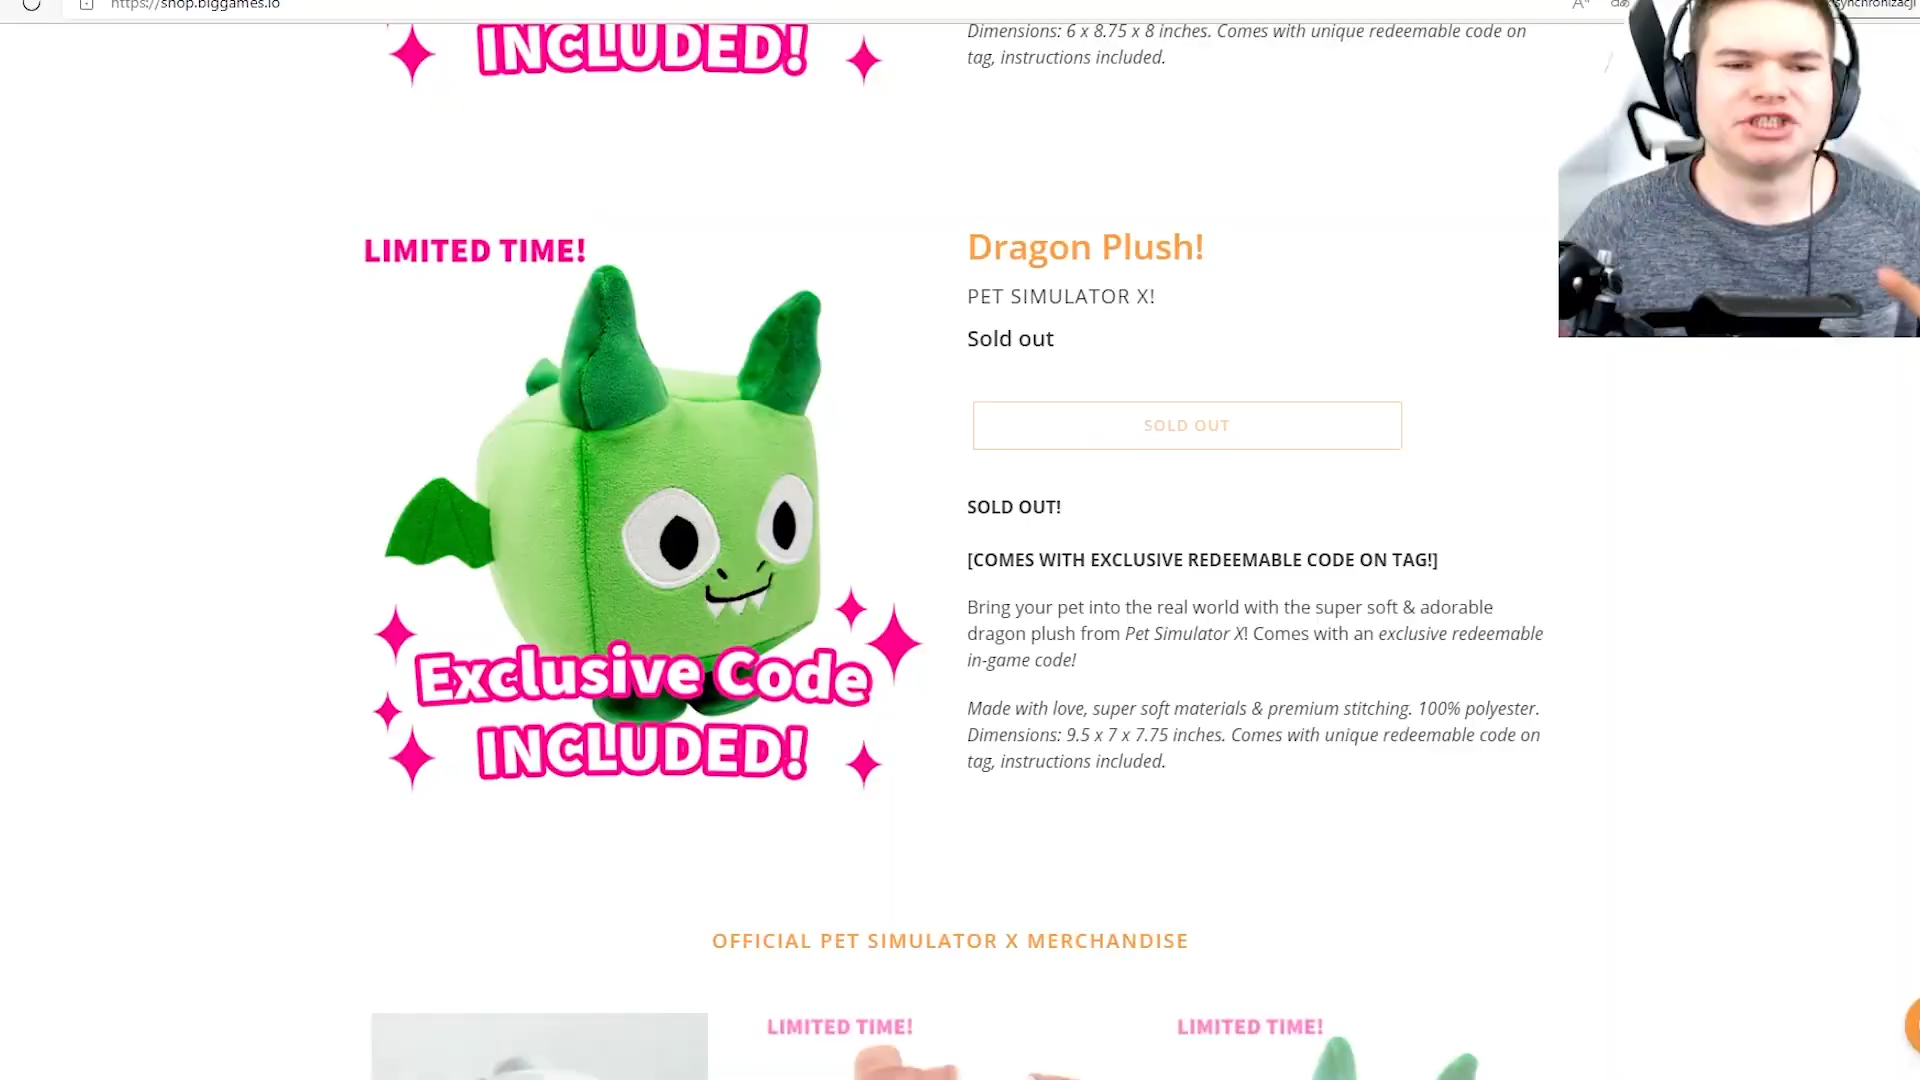 https://shop.biggames.io
INCLUDED!
Dimensions: 6 x 8.75 x 8 inches. Comes with unique redeemable code on
tag, instructions included.
LIMITED TIME!
Exclusive Code
INCLUDED!
Dragon Plush!
PET SIMULATOR X!
Sold out
SOLD OUT
SOLD OUT!
[COMES WITH EXCLUSIVE REDEEMABLE CODE ON TAG!]
Bring your pet into the real world with the super soft & adorable
dragon plush from Pet Simulator X! Comes with an exclusive redeemable
in-game code!
Made with love, super soft materials & premium stitching. 100% polyester.
Dimensions: 9.5 x 7 x 7.75 inches. Comes with unique redeemable code on
tag, instructions included.
OFFICIAL PET SIMULATOR X MERCHANDISE
LIMITED TIME!
LIMITED TIME!